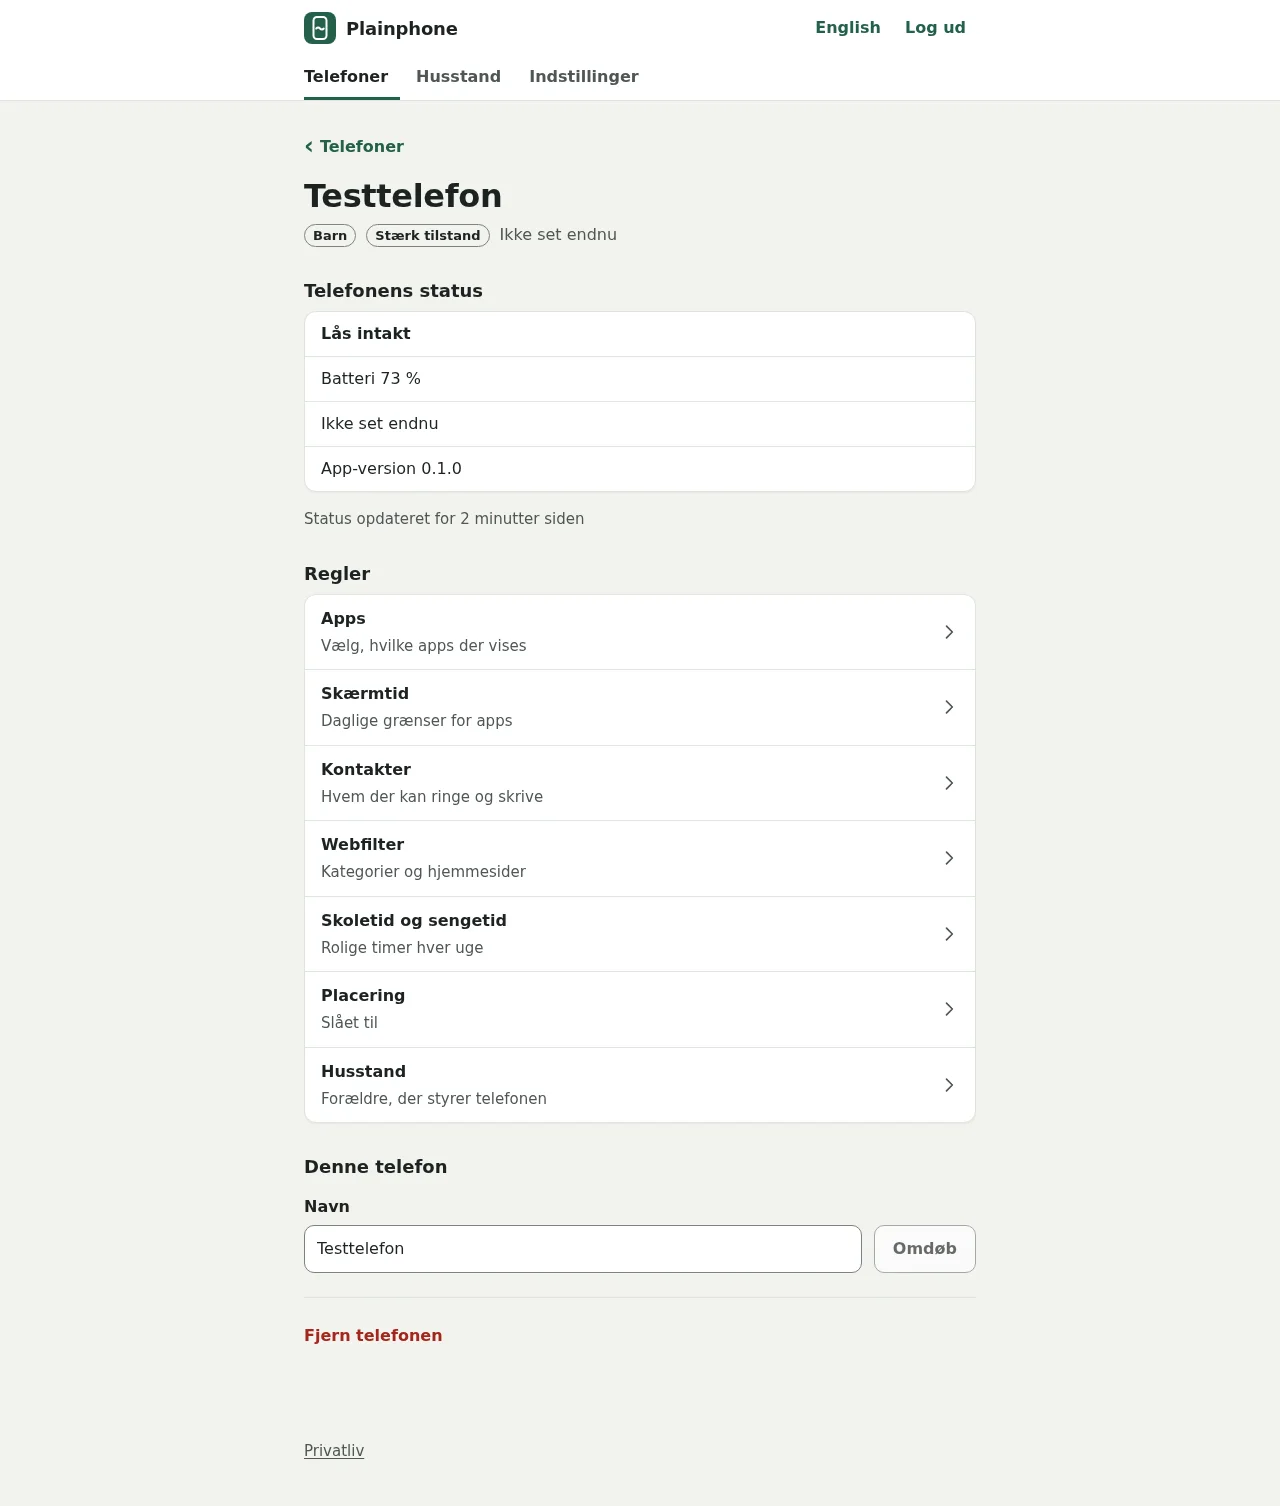 Plainphone
English
Log ud
Telefoner
Husstand
Indstillinger
‹ Telefoner
Testtelefon
Barn
Stærk tilstand
Ikke set endnu
Telefonens status
Lås intakt
Batteri 73 %
Ikke set endnu
App-version 0.1.0
Status opdateret for 2 minutter siden
Regler
Apps
Vælg, hvilke apps der vises
Skærmtid
Daglige grænser for apps
Kontakter
Hvem der kan ringe og skrive
Webfilter
Kategorier og hjemmesider
Skoletid og sengetid
Rolige timer hver uge
Placering
Slået til
Husstand
Forældre, der styrer telefonen
Denne telefon
Navn
Testtelefon
Omdøb
Fjern telefonen
Privatliv